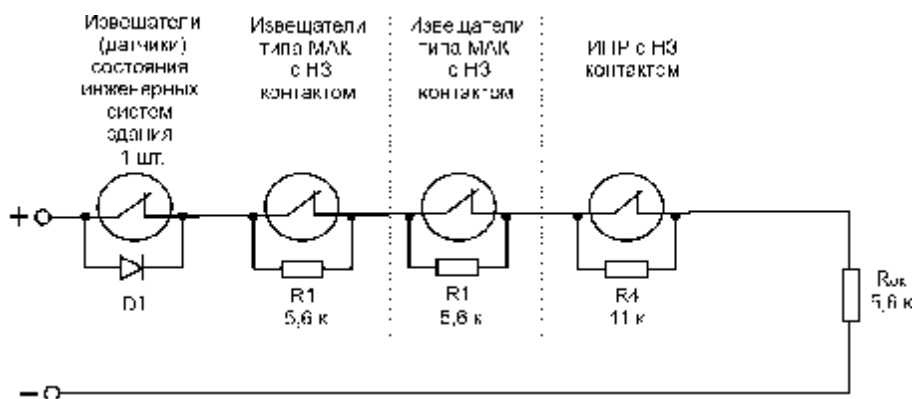 Извещатели
(датчики)
состояния
инженерных
систем
здания
1 шт.
Извещатели
типа МАК
с НЗ
контактом
Извещатели
типа МАК
с НЗ
контактом
ИПР с НЗ
контактом
+
D1
R1
5,6 к
R1
5,6 к
R4
11 к
Rок
5,6 к
−